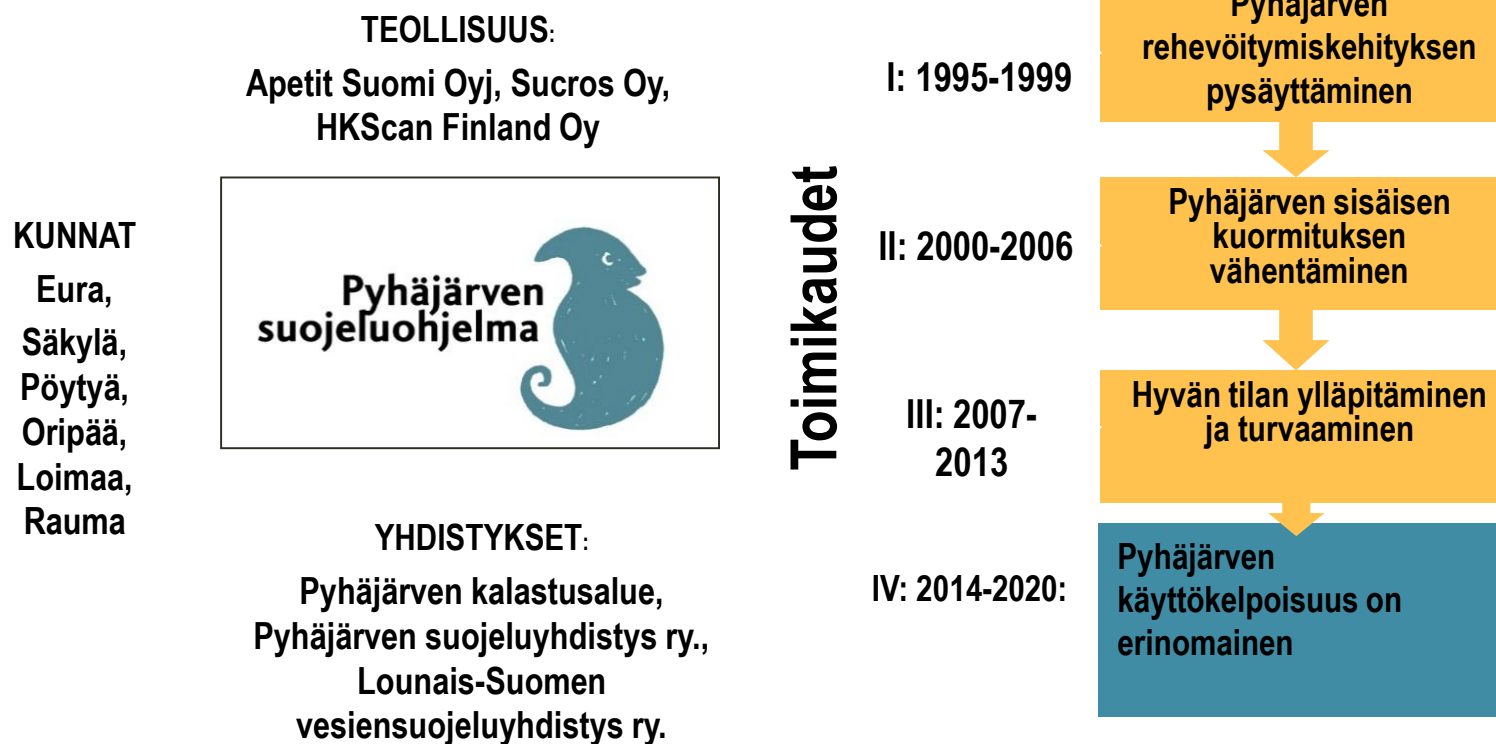 TEOLLISUUS:
Apetit Suomi Oyj, Sucros Oy,
HKScan Finland Oy
KUNNAT
Eura,
Säkylä,
Pöytyä,
Oripää,
Loimaa,
Rauma
Pyhäjärven
suojeluohjelma
YHDISTYKSET:
Pyhäjärven kalastusalue,
Pyhäjärven suojeluyhdistys ry.,
Lounais-Suomen
vesiensuojeluyhdistys ry.
Toimikaudet
I: 1995-1999
Pyhäjärven
rehevöitymiskehityksen
pysäyttäminen
II: 2000-2006
Pyhäjärven sisäisen
kuormituksen
vähentäminen
III: 2007-
2013
Hyvän tilan ylläpitäminen
ja turvaaminen
IV: 2014-2020:
Pyhäjärven
käyttökelpoisuus on
erinomainen